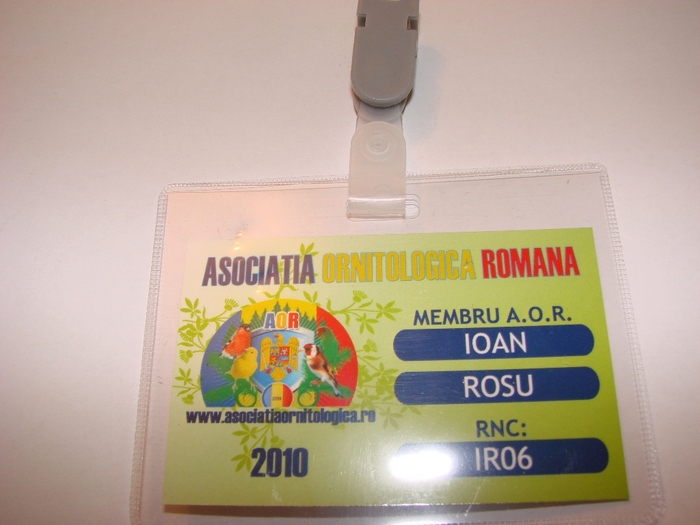 ASOCIATIA ORNITOLOGICA ROMANA
AOR
www.asociatiaornitologica.ro
2010
MEMBRU A.O.R.
IOAN
ROSU
RNC:
IR06